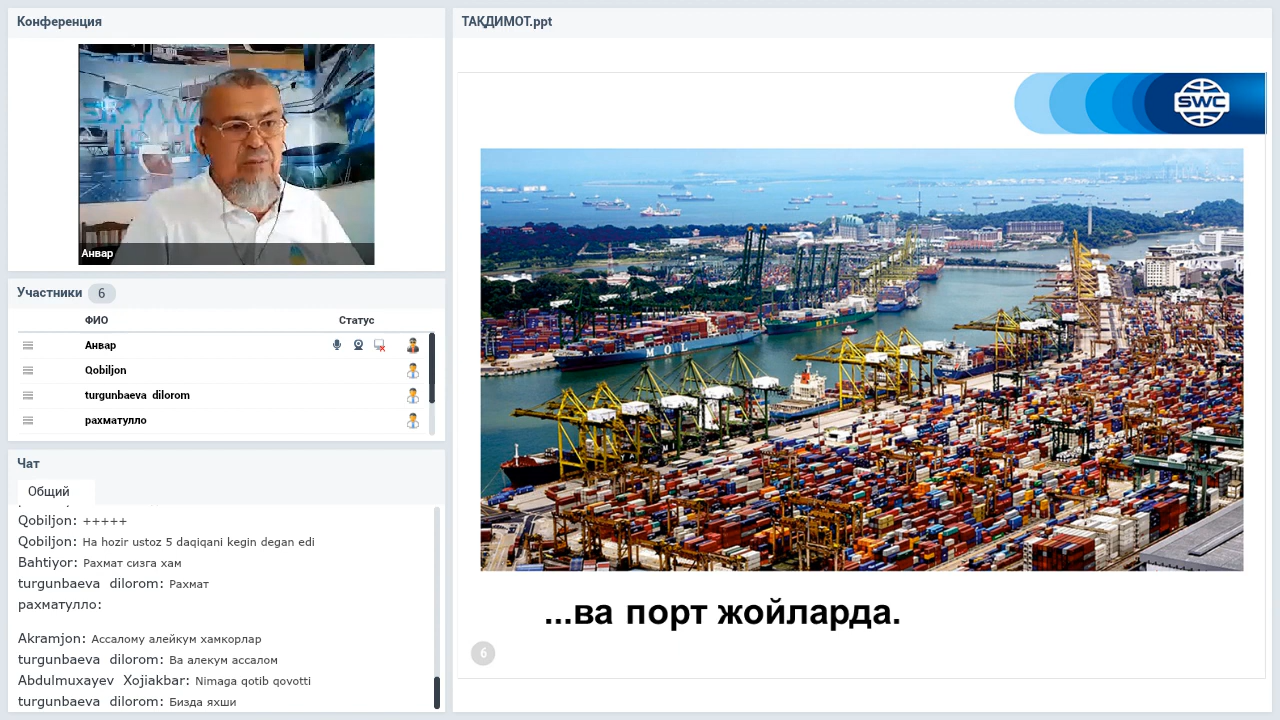 Конференция
Анвар
Участники 6
ФИО Статус
Анвар
Qobiljon
turgunbaeva dilorom
рахматулло
Чат
Общий
Qobiljon: +++++
Qobiljon: Ha hozir ustoz 5 daqiqani kegin degan edi
Bahtiyor: Рахмат сизга хам
turgunbaeva dilorom: Рахмат
рахматулло:
Akramjon: Ассалому алейкум хамкорлар
turgunbaeva dilorom: Ва алекум ассалом
Abdulmuxayev Xojiakbar: Nimaga qotib qovotti
turgunbaeva dilorom: Бизда яхши
ТАҚДИМОТ.ppt
SWC
MOL
...ва порт жойларда.
6